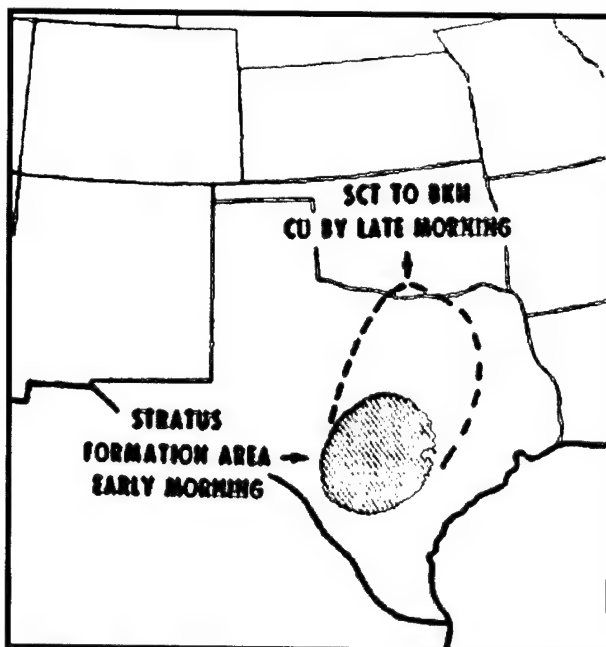 SCT TO BKN
CU BY LATE MORNING
STRATUS
FORMATION AREA
EARLY MORNING